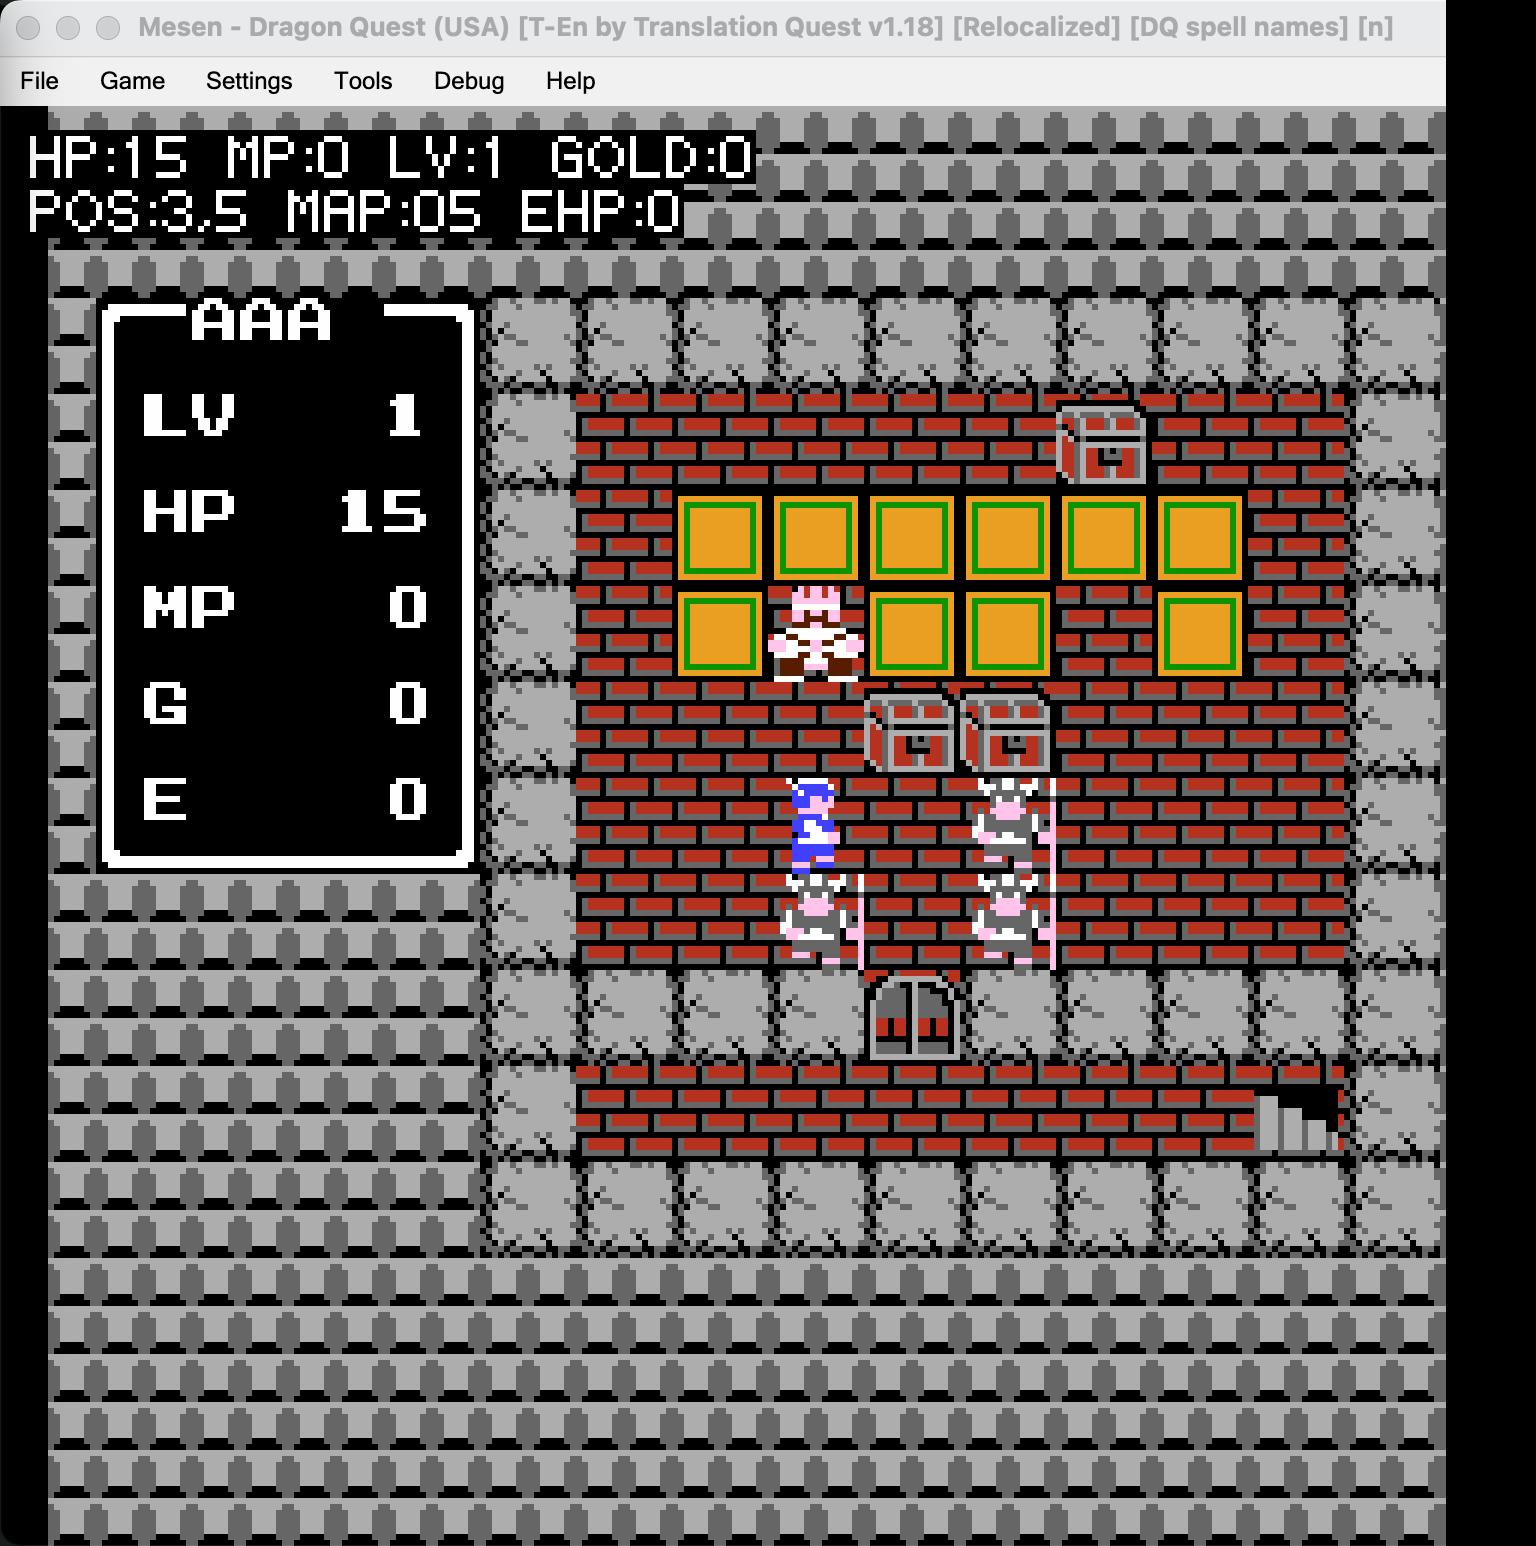 Mesen - Dragon Quest (USA) [T-En by Translation Quest v1.18] [Relocalized] [DQ spell names] [n]
File Game Settings Tools Debug Help
HP:15 MP:0 LV:1 GOLD:0
POS:3,5 MAP:05 EHP:0
AAA
LV 1
HP 15
MP 0
G 0
E 0